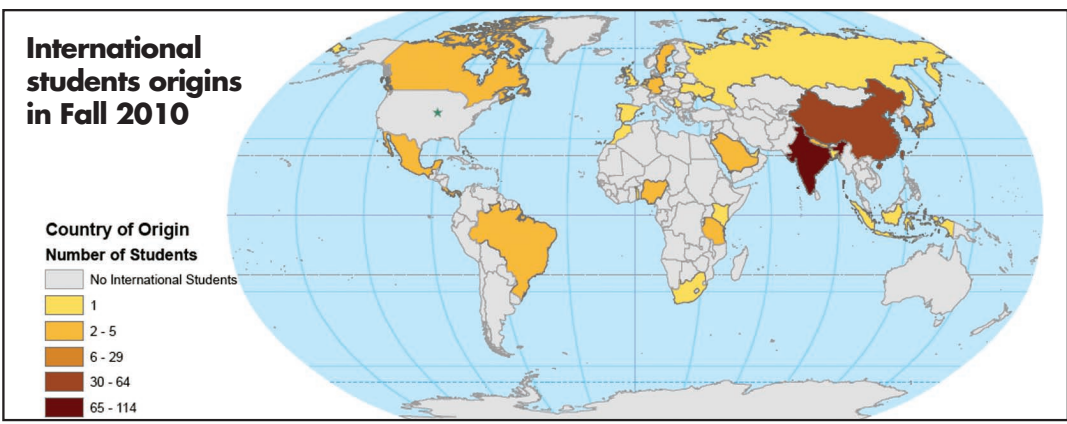 International
students origins
in Fall 2010
Country of Origin
Number of Students
No International Students
1
2 - 5
6 - 29
30 - 64
65 - 114